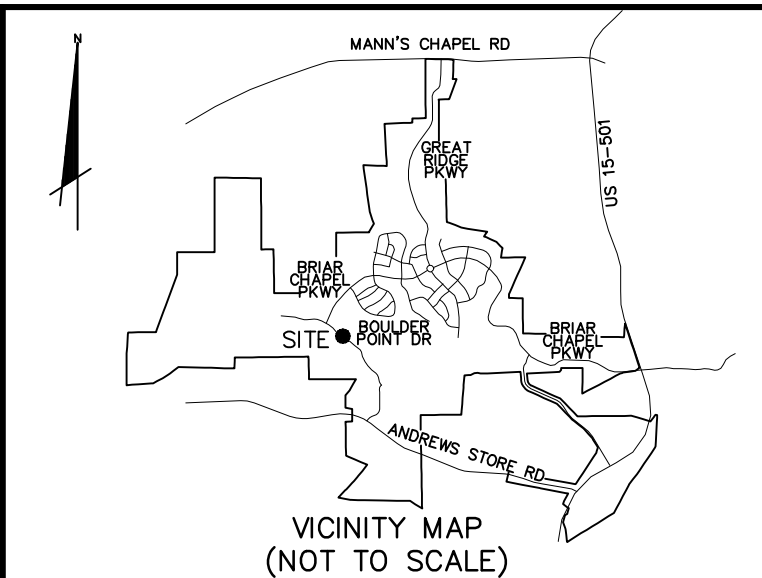 N
MANN'S CHAPEL RD
GREAT
RIDGE
PKWY
US 15-501
BRIAR
CHAPEL
PKWY
SITE
BOULDER
POINT DR
BRIAR
CHAPEL
PKWY
ANDREWS STORE RD
VICINITY MAP
(NOT TO SCALE)